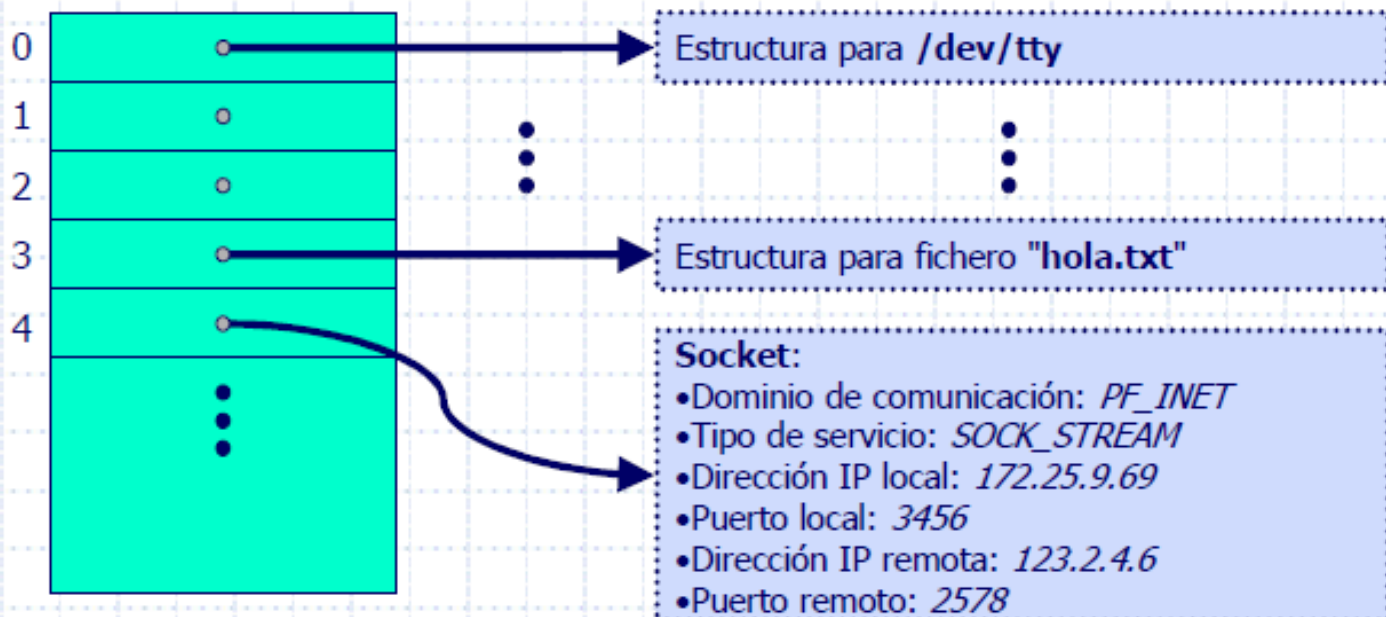 0
Estructura para /dev/tty
1
2
3
Estructura para fichero "hola.txt"
4
Socket:
•Dominio de comunicación: PF_INET
•Tipo de servicio: SOCK_STREAM
•Dirección IP local: 172.25.9.69
•Puerto local: 3456
•Dirección IP remota: 123.2.4.6
•Puerto remoto: 2578